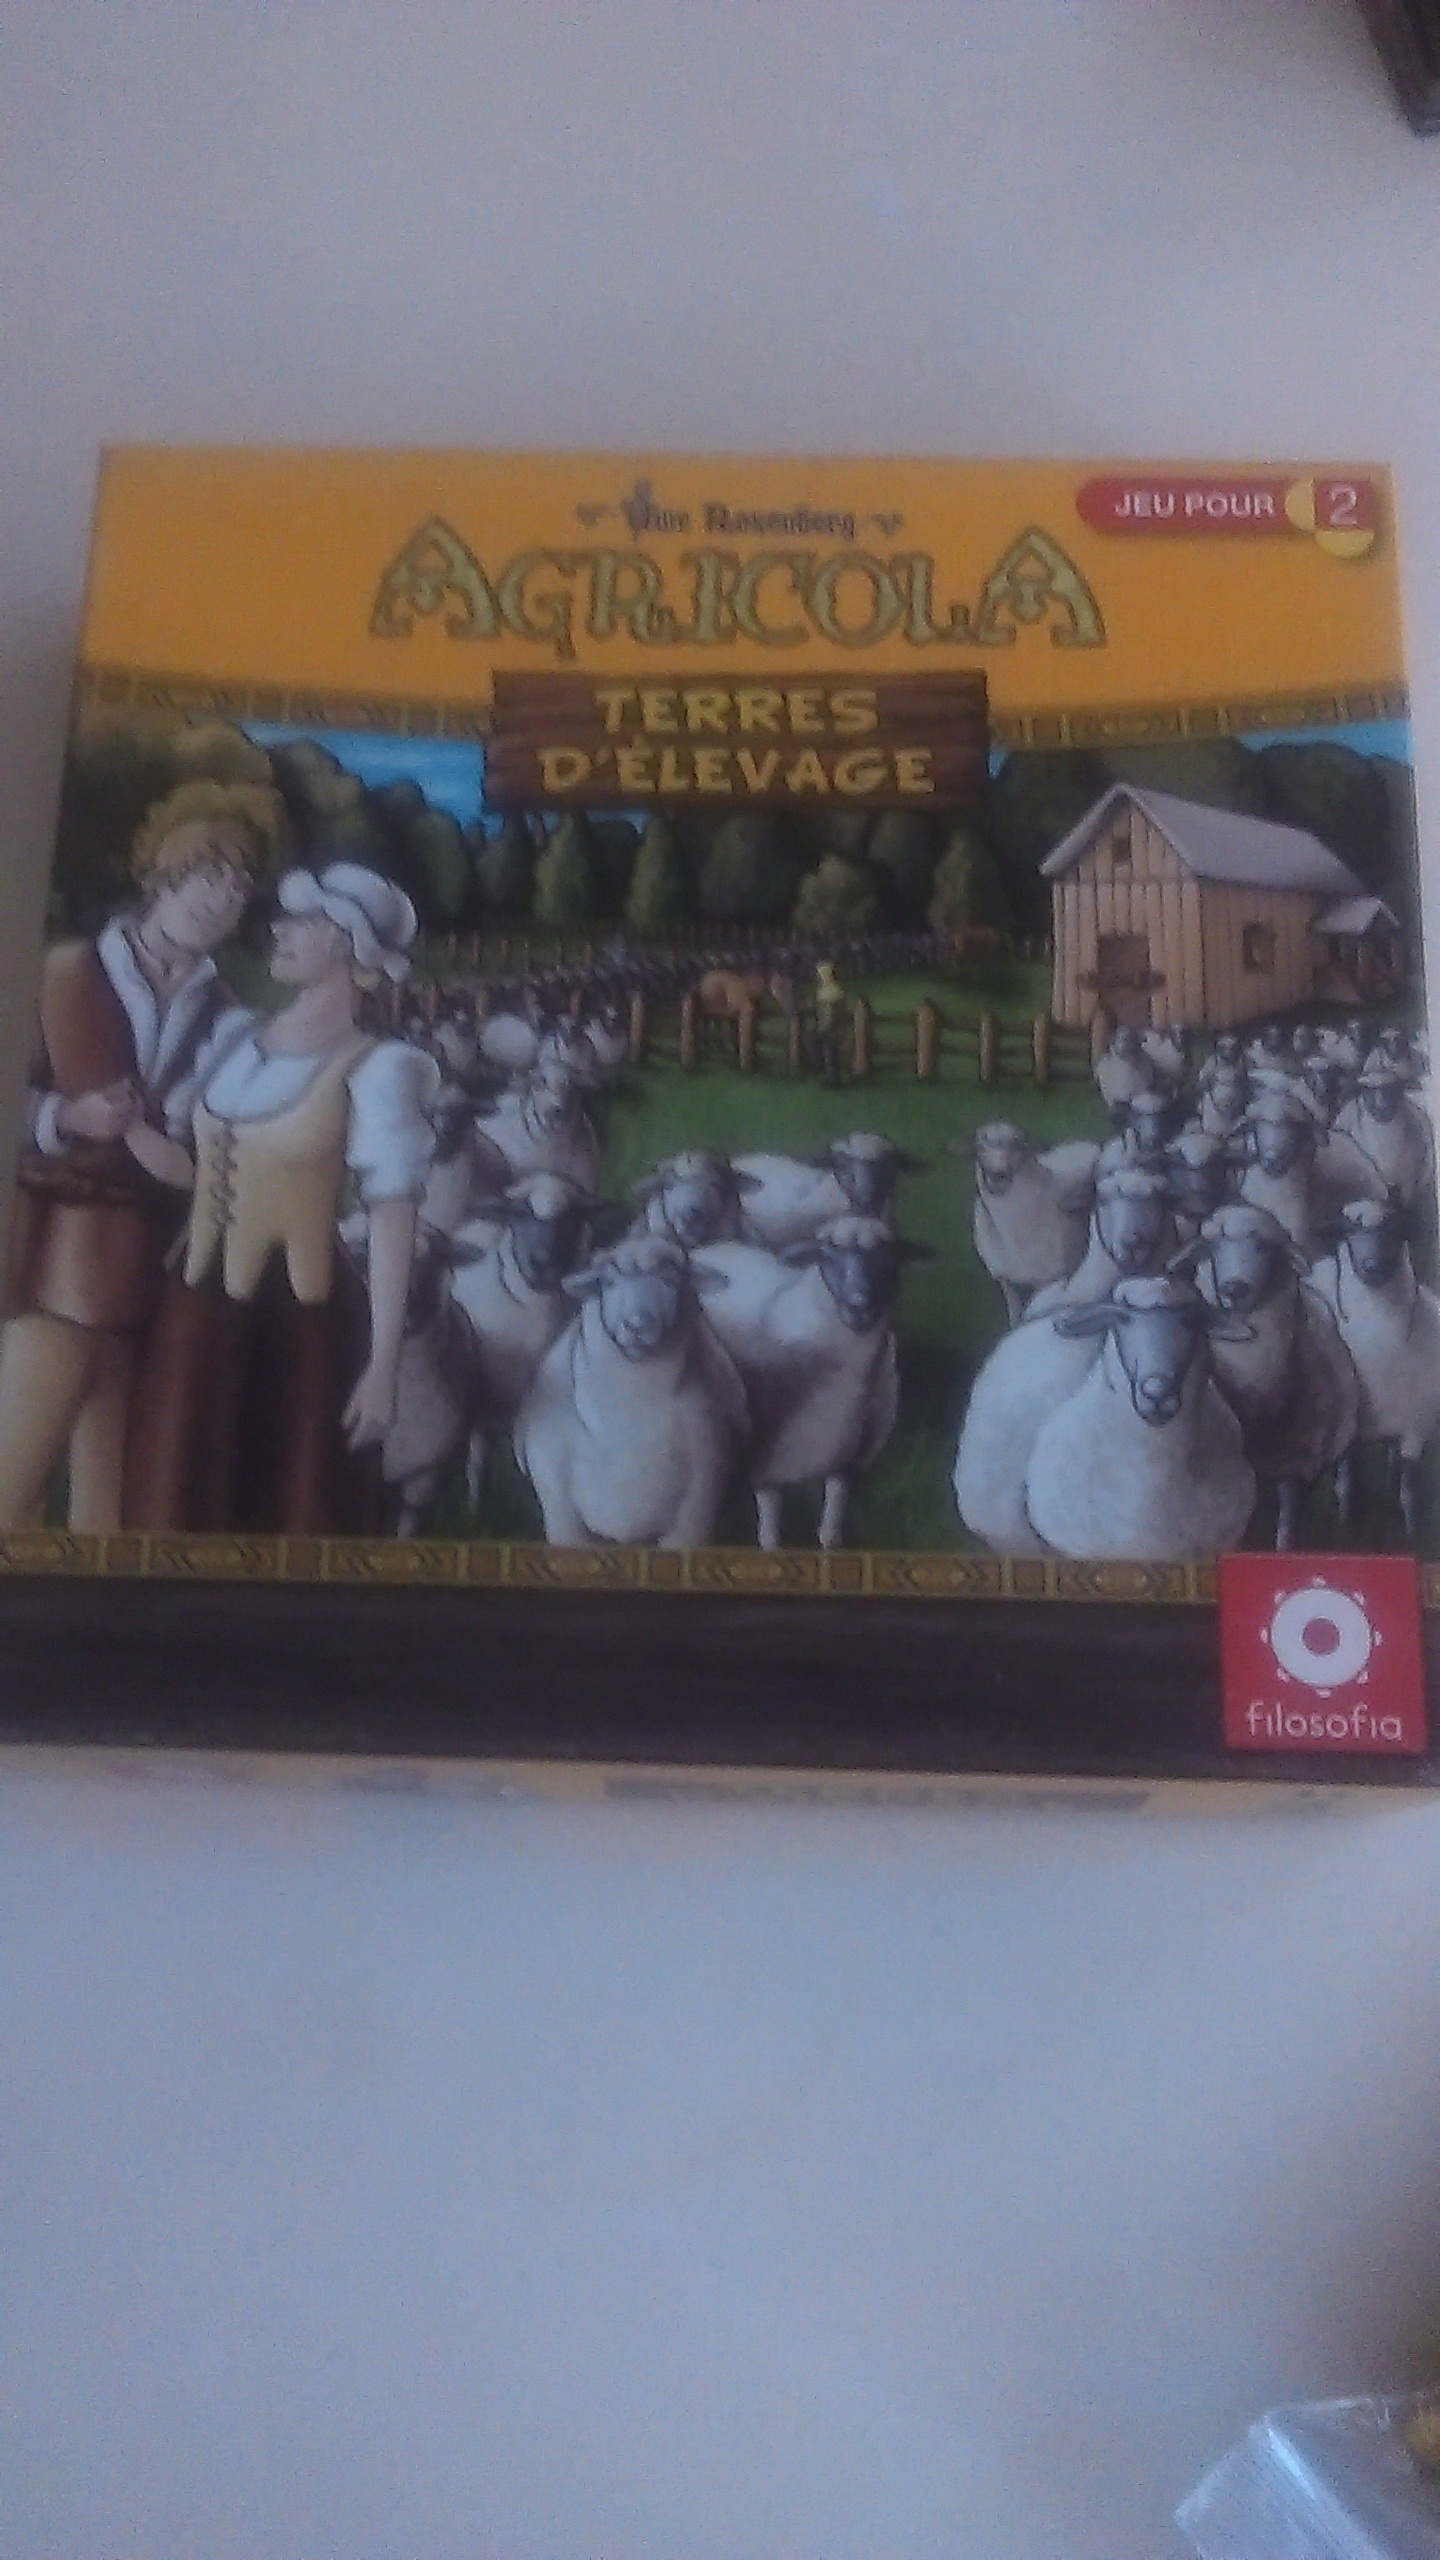 Uwe Rosenberg
JEU POUR 2
AGRICOLA
TERRES
D'ÉLEVAGE
filosofia